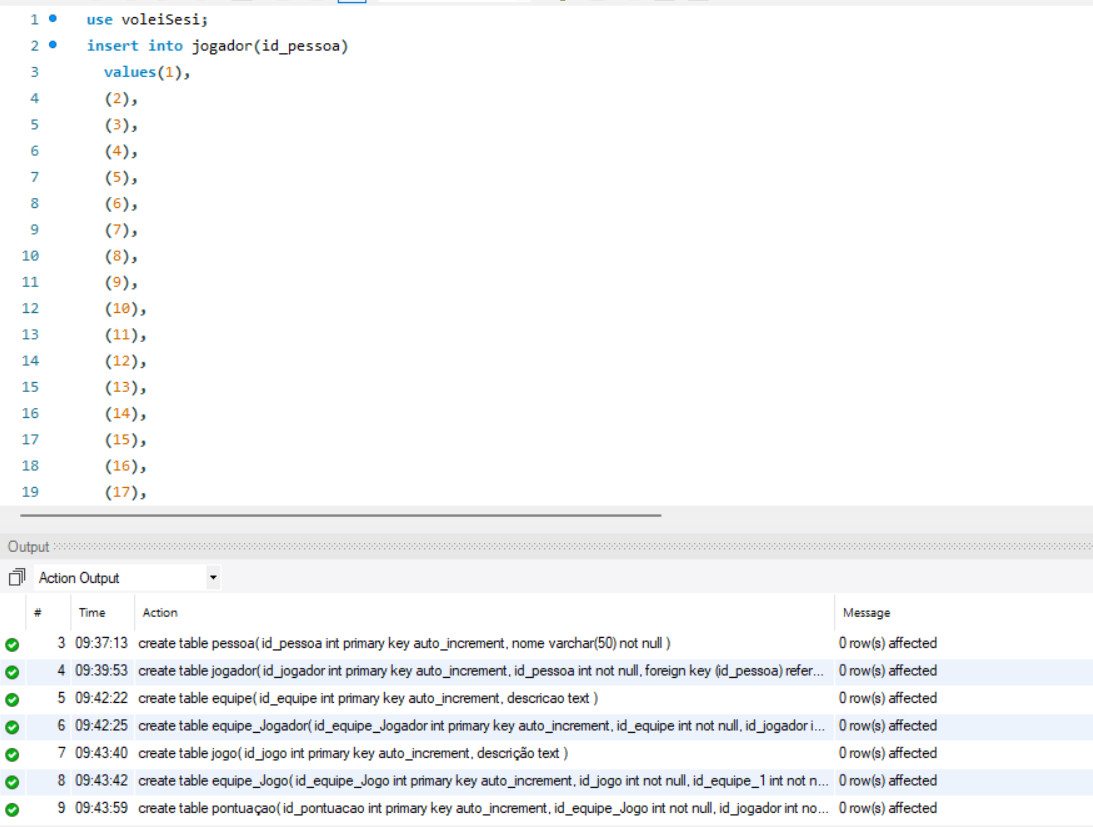 1 use voleiSesi;
2 insert into jogador(id_pessoa)
3 values(1),
4 (2),
5 (3),
6 (4),
7 (5),
8 (6),
9 (7),
10 (8),
11 (9),
12 (10),
13 (11),
14 (12),
15 (13),
16 (14),
17 (15),
18 (16),
19 (17),
Output
Action Output
# Time Action Message
3 09:37:13 create table pessoa( id_pessoa int primary key auto_increment, nome varchar(50) not null ) 0 row(s) affected
4 09:39:53 create table jogador( id_jogador int primary key auto_increment, id_pessoa int not null, foreign key (id_pessoa) refer... 0 row(s) affected
5 09:42:22 create table equipe( id_equipe int primary key auto_increment, descricao text ) 0 row(s) affected
6 09:42:25 create table equipe_Jogador( id_equipe_Jogador int primary key auto_increment, id_equipe int not null, id_jogador i... 0 row(s) affected
7 09:43:40 create table jogo( id_jogo int primary key auto_increment, descrição text ) 0 row(s) affected
8 09:43:42 create table equipe_Jogo( id_equipe_Jogo int primary key auto_increment, id_jogo int not null, id_equipe_1 int not n... 0 row(s) affected
9 09:43:59 create table pontuaçao( id_pontuacao int primary key auto_increment, id_equipe_Jogo int not null, id_jogador int no... 0 row(s) affected